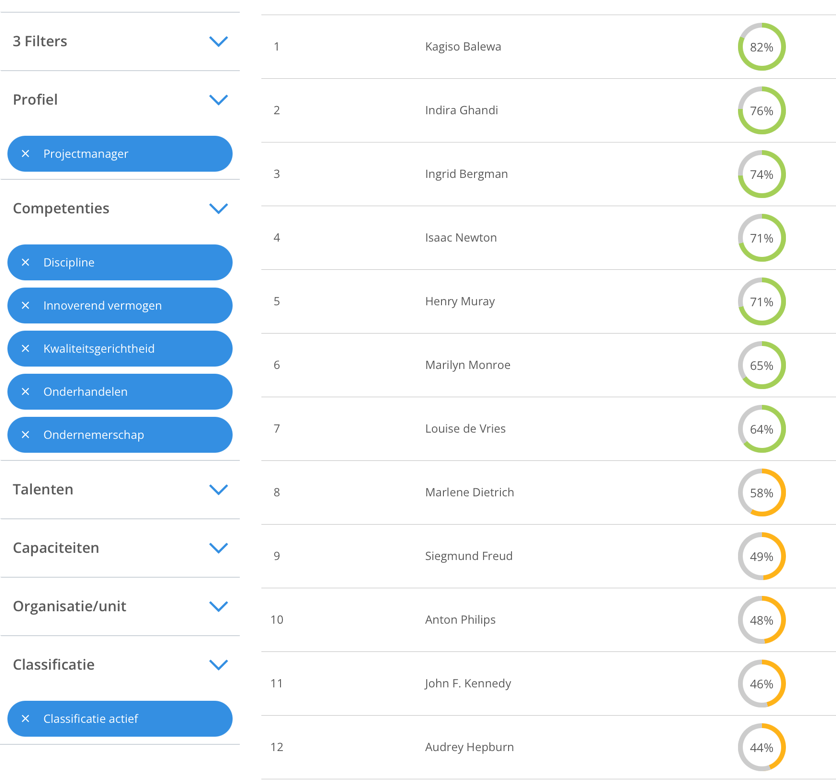 3 Filters
Profiel
Projectmanager
Competenties
Discipline
Innoverend vermogen
Kwaliteitsgerichtheid
Onderhandelen
Ondernemerschap
Talenten
Capaciteiten
Organisatie/unit
Classificatie
Classificatie actief
1 Kagiso Balewa 82%
2 Indira Ghandi 76%
3 Ingrid Bergman 74%
4 Isaac Newton 71%
5 Henry Muray 71%
6 Marilyn Monroe 65%
7 Louise de Vries 64%
8 Marlene Dietrich 58%
9 Siegmund Freud 49%
10 Anton Philips 48%
11 John F. Kennedy 46%
12 Audrey Hepburn 44%